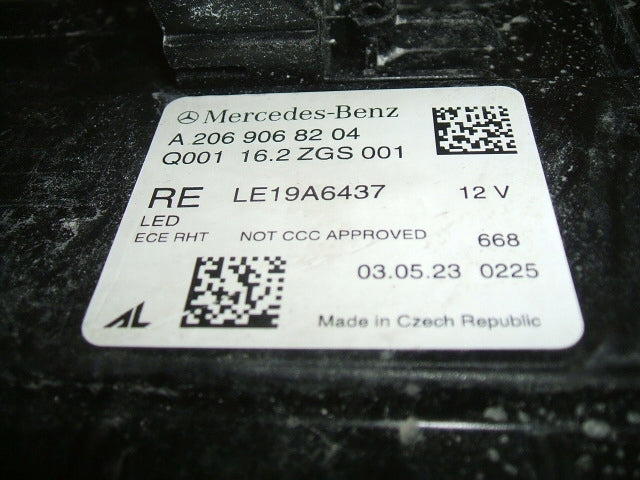 Mercedes-Benz
A 206 906 82 04
Q001 16.2 ZGS 001
RE LE19A6437 12 V
LED
ECE RHT NOT CCC APPROVED 668
03.05.23 0225
AL
Made in Czech Republic